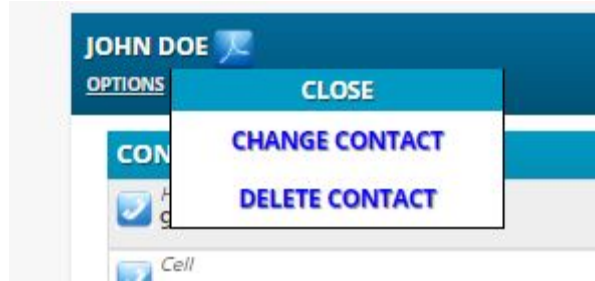 JOHN DOE
OPTIONS
CLOSE
CHANGE CONTACT
CON
DELETE CONTACT
Cell